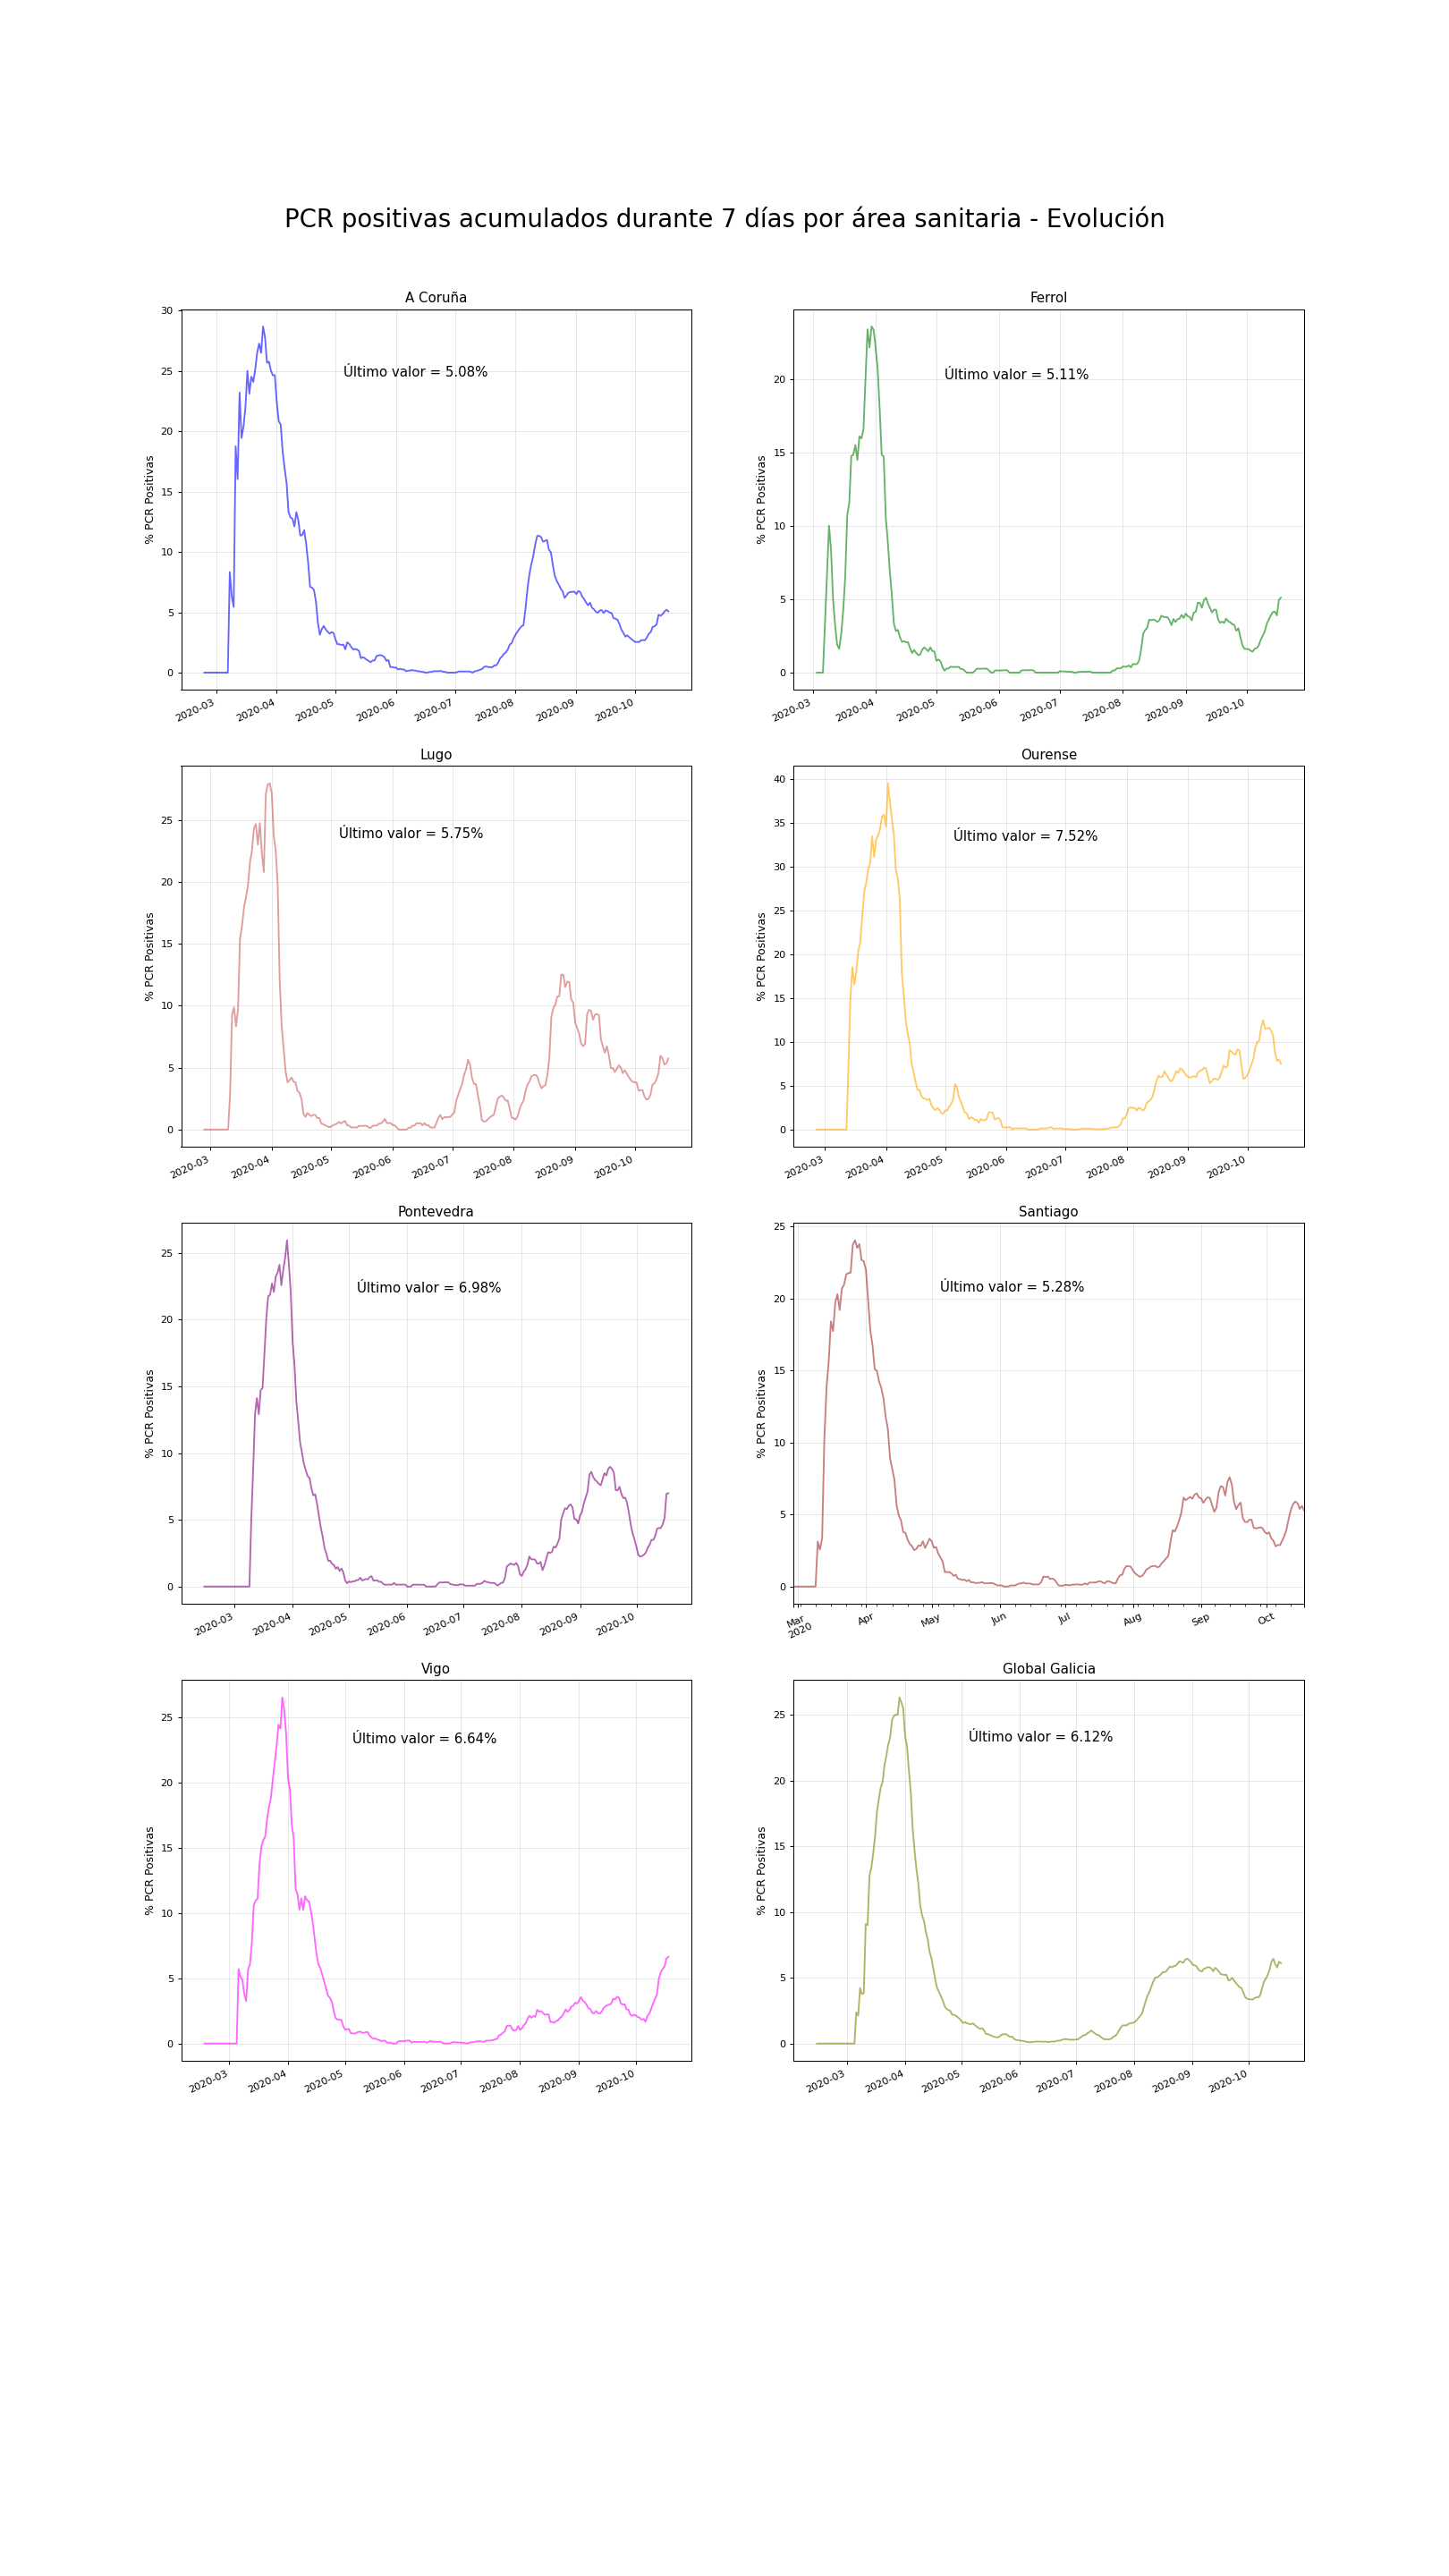 PCR positivas acumulados durante 7 días por área sanitaria - Evolución
A Coruña
% PCR Positivas
30
25
20
15
10
5
0
Último valor = 5.08%
2020-03 2020-04 2020-05 2020-06 2020-07 2020-08 2020-09 2020-10
Ferrol
% PCR Positivas
20
15
10
5
0
Último valor = 5.11%
2020-03 2020-04 2020-05 2020-06 2020-07 2020-08 2020-09 2020-10
Lugo
% PCR Positivas
25
20
15
10
5
0
Último valor = 5.75%
2020-03 2020-04 2020-05 2020-06 2020-07 2020-08 2020-09 2020-10
Ourense
% PCR Positivas
40
35
30
25
20
15
10
5
0
Último valor = 7.52%
2020-03 2020-04 2020-05 2020-06 2020-07 2020-08 2020-09 2020-10
Pontevedra
% PCR Positivas
25
20
15
10
5
0
Último valor = 6.98%
2020-03 2020-04 2020-05 2020-06 2020-07 2020-08 2020-09 2020-10
Santiago
% PCR Positivas
25
20
15
10
5
0
Último valor = 5.28%
Mar Apr May Jun Jul Aug Sep Oct
2020
Vigo
% PCR Positivas
25
20
15
10
5
0
Último valor = 6.64%
2020-03 2020-04 2020-05 2020-06 2020-07 2020-08 2020-09 2020-10
Global Galicia
% PCR Positivas
25
20
15
10
5
0
Último valor = 6.12%
2020-03 2020-04 2020-05 2020-06 2020-07 2020-08 2020-09 2020-10